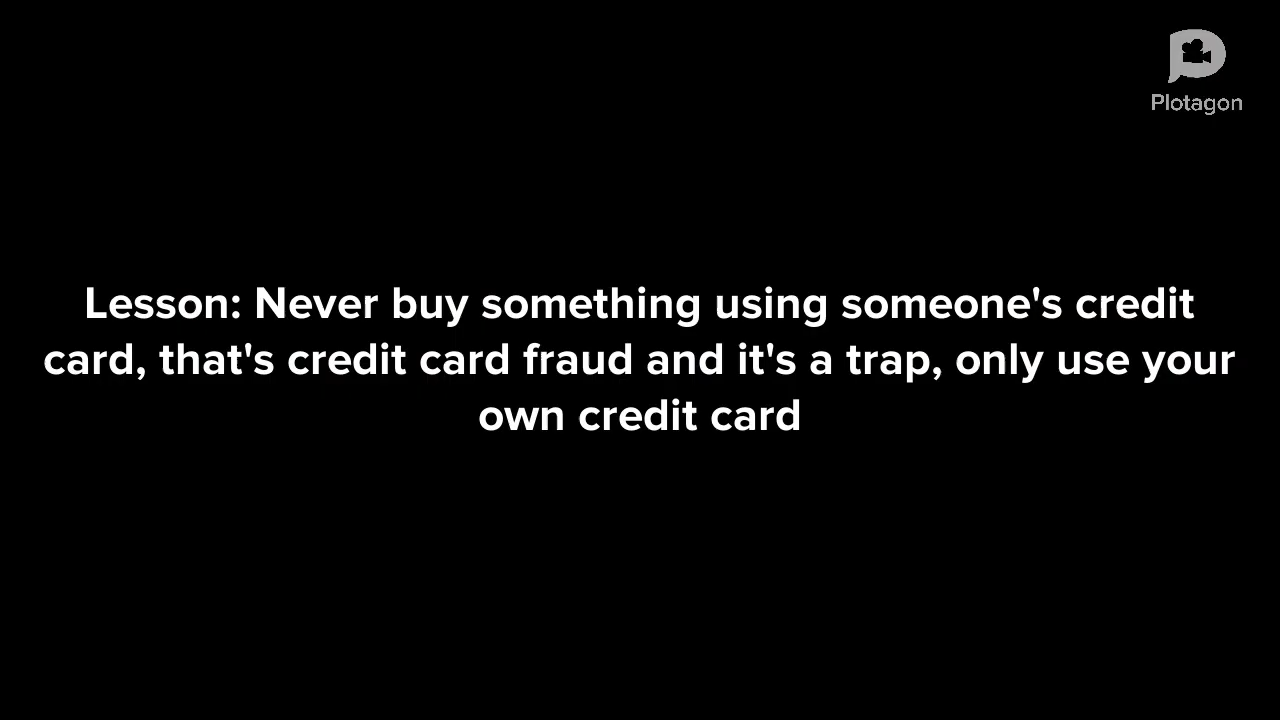 Plotagon
Lesson: Never buy something using someone's credit
card, that's credit card fraud and it's a trap, only use your
own credit card